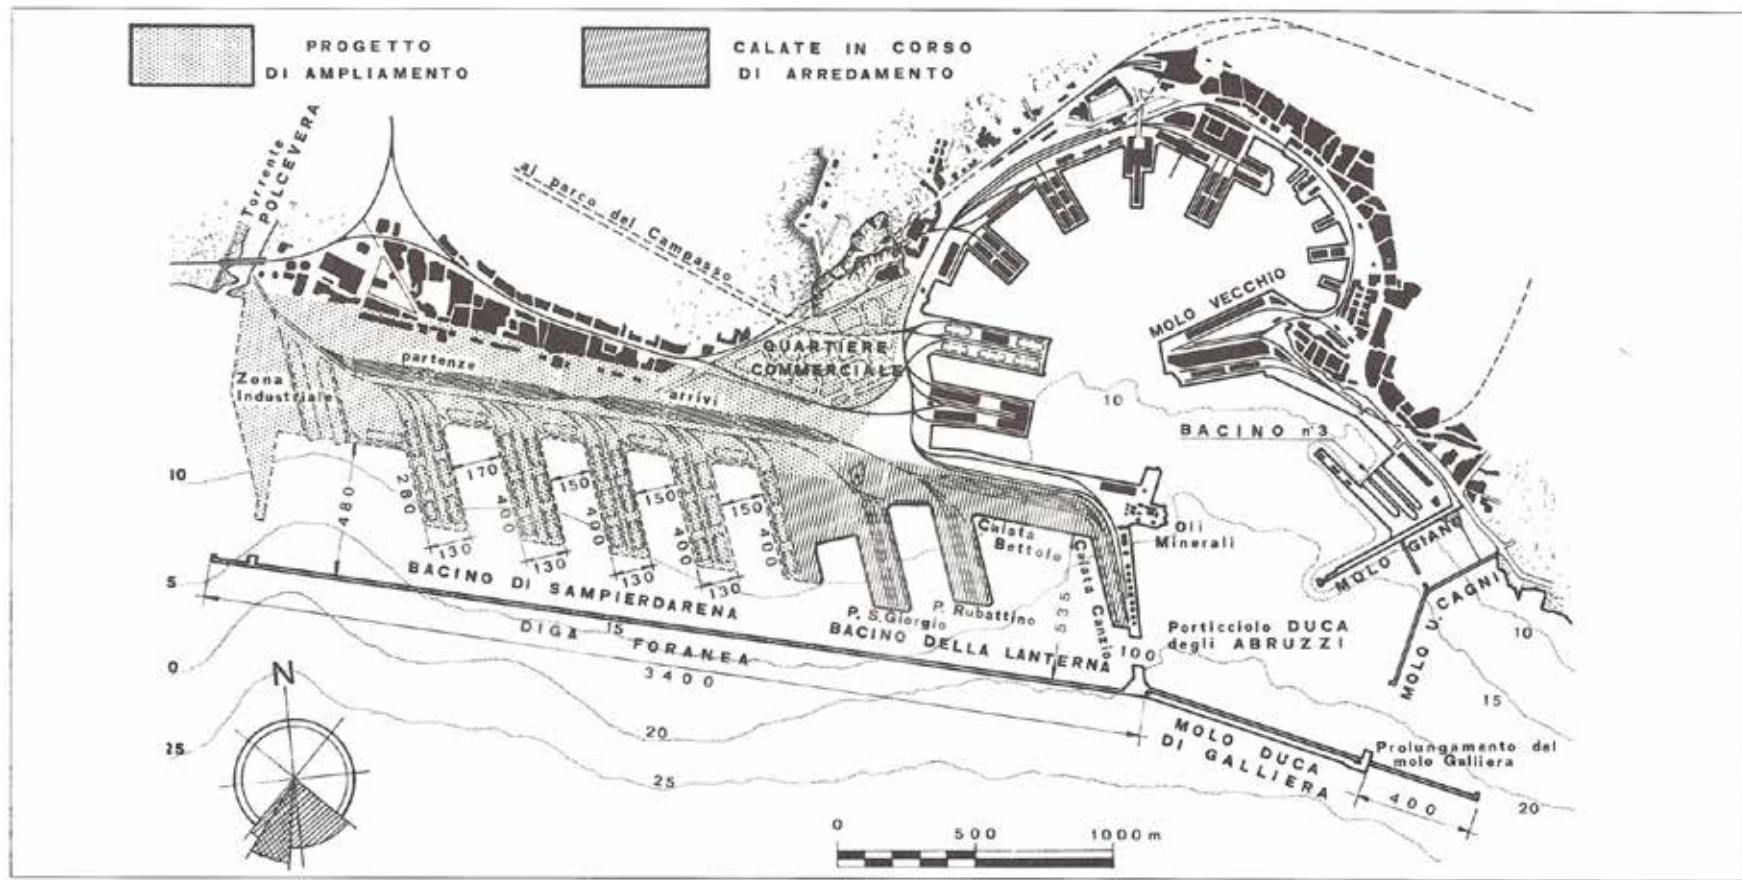 PROGETTO
DI AMPLIAMENTO
CALATE IN CORSO
DI ARREDAMENTO
Torrente
POLCEVERA
al parco del Campasso
MOLO VECCHIO
QUARTIERE
COMMERCIALE
partenze
arrivi
Zona
Industriale
10
BACINO n°3
10
480
280
170
400
150
400
150
400
150
400
130
130
130
130
Calata
Bettolo
Calata Canzio
Oli
Minerali
MOLO GIANO
MOLO U. CAGNI
5
BACINO DI SAMPIERDARENA
P. S. Giorgio
P. Rubattino
BACINO DELLA LANTERNA
535
100
Porticciolo DUCA
degli ABRUZZI
10
15
DIGA FORANEA
3400
0
15
20
25
25
N
MOLO DUCA
DI GALLIERA
Prolungamento del
molo Galliera
400
20
0 500 1000 m